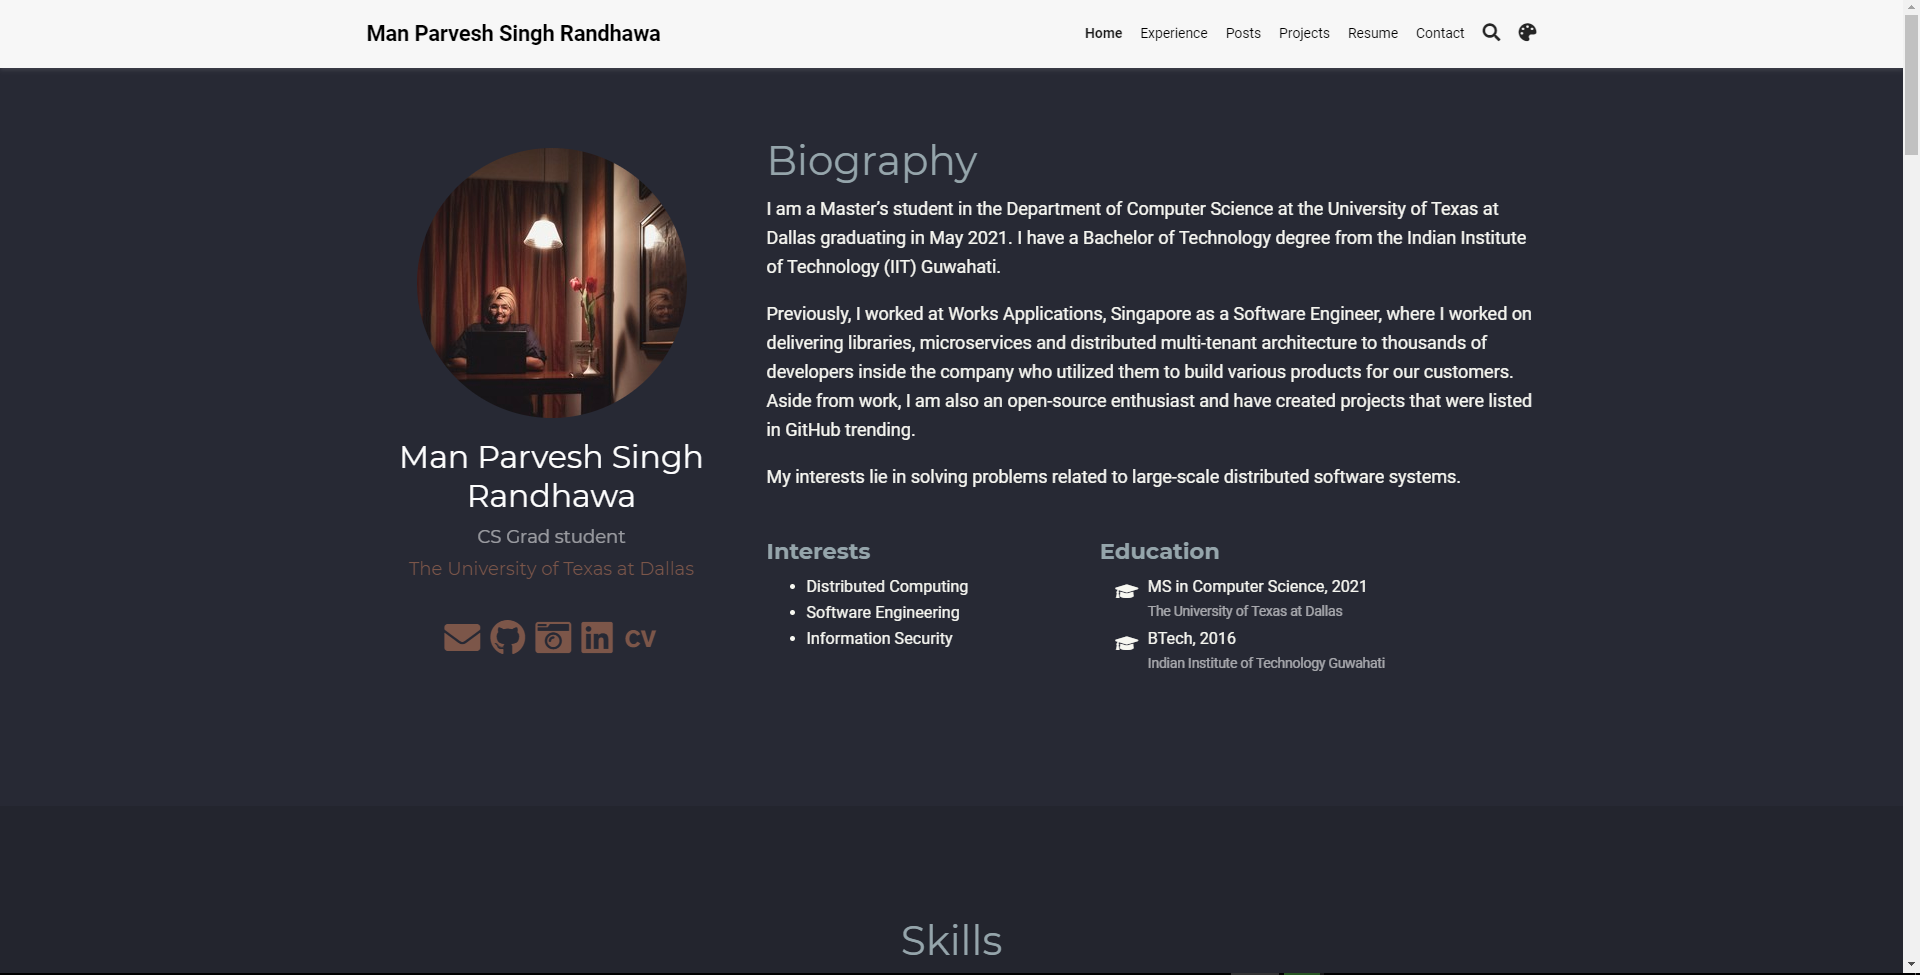 Man Parvesh Singh Randhawa
Home Experience Posts Projects Resume Contact
Man Parvesh Singh
Randhawa
CS Grad student
The University of Texas at Dallas
cv
Biography
I am a Master’s student in the Department of Computer Science at the University of Texas at
Dallas graduating in May 2021. I have a Bachelor of Technology degree from the Indian Institute
of Technology (IIT) Guwahati.
Previously, I worked at Works Applications, Singapore as a Software Engineer, where I worked on
delivering libraries, microservices and distributed multi-tenant architecture to thousands of
developers inside the company who utilized them to build various products for our customers.
Aside from work, I am also an open-source enthusiast and have created projects that were listed
in GitHub trending.
My interests lie in solving problems related to large-scale distributed software systems.
Interests
• Distributed Computing
• Software Engineering
• Information Security
Education
MS in Computer Science, 2021
The University of Texas at Dallas
BTech, 2016
Indian Institute of Technology Guwahati
Skills